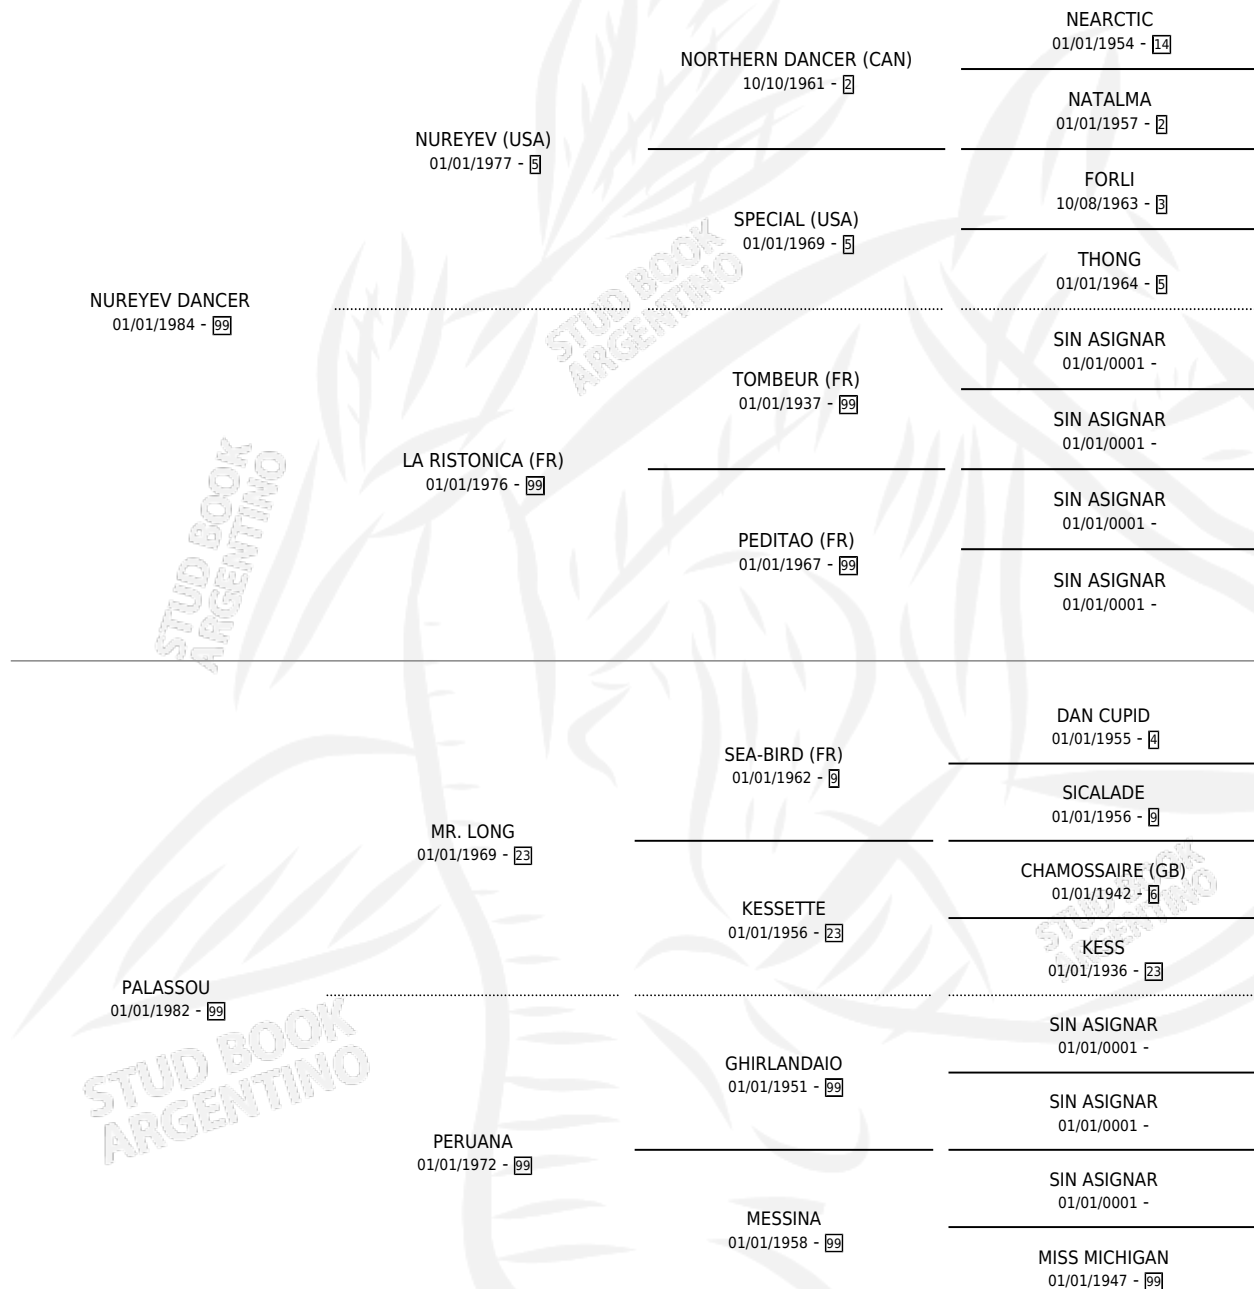 NEARCTIC
01/01/1954 - 14
NORTHERN DANCER (CAN)
10/10/1961 - 2
NATALMA
01/01/1957 - 2
NUREYEV (USA)
01/01/1977 - 5
FORLI
10/08/1963 - 3
SPECIAL (USA)
01/01/1969 - 5
THONG
01/01/1964 - 5
NUREYEV DANCER
01/01/1984 - 99
SIN ASIGNAR
01/01/0001 -
TOMBEUR (FR)
01/01/1937 - 99
SIN ASIGNAR
01/01/0001 -
LA RISTONICA (FR)
01/01/1976 - 99
SIN ASIGNAR
01/01/0001 -
PEDITAO (FR)
01/01/1967 - 99
SIN ASIGNAR
01/01/0001 -
STUD BOOK
ARGENTINO
STUD BOOK
ARGENTINO
DAN CUPID
01/01/1955 - 4
SEA-BIRD (FR)
01/01/1962 - 9
SICALADE
01/01/1956 - 9
MR. LONG
01/01/1969 - 23
CHAMOSSAIRE (GB)
01/01/1942 - 6
KESSETTE
01/01/1956 - 23
KESS
01/01/1936 - 23
STUD BOOK
ARGENTINO
PALASSOU
01/01/1982 - 99
SIN ASIGNAR
01/01/0001 -
GHIRLANDAIO
01/01/1951 - 99
SIN ASIGNAR
01/01/0001 -
PERUANA
01/01/1972 - 99
SIN ASIGNAR
01/01/0001 -
MESSINA
01/01/1958 - 99
MISS MICHIGAN
01/01/1947 - 99
STUD BOOK
ARGENTINO